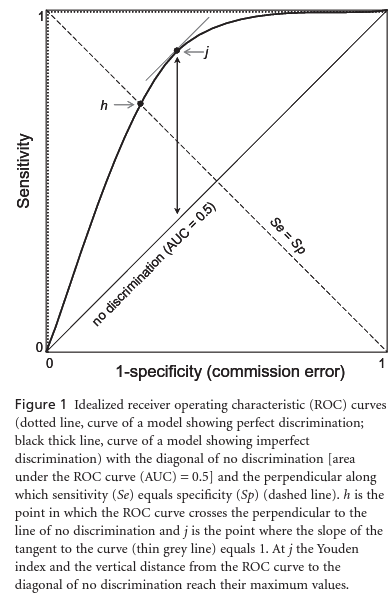 1
j
h
Sensitivity
no discrimination (AUC = 0.5)
Se = Sp
0
0
1
1-specificity (commission error)
Figure 1 Idealized receiver operating characteristic (ROC) curves
(dotted line, curve of a model showing perfect discrimination;
black thick line, curve of a model showing imperfect
discrimination) with the diagonal of no discrimination [area
under the ROC curve (AUC) = 0.5] and the perpendicular along
which sensitivity (Se) equals specificity (Sp) (dashed line). h is the
point in which the ROC curve crosses the perpendicular to the
line of no discrimination and j is the point where the slope of the
tangent to the curve (thin grey line) equals 1. At j the Youden
index and the vertical distance from the ROC curve to the
diagonal of no discrimination reach their maximum values.